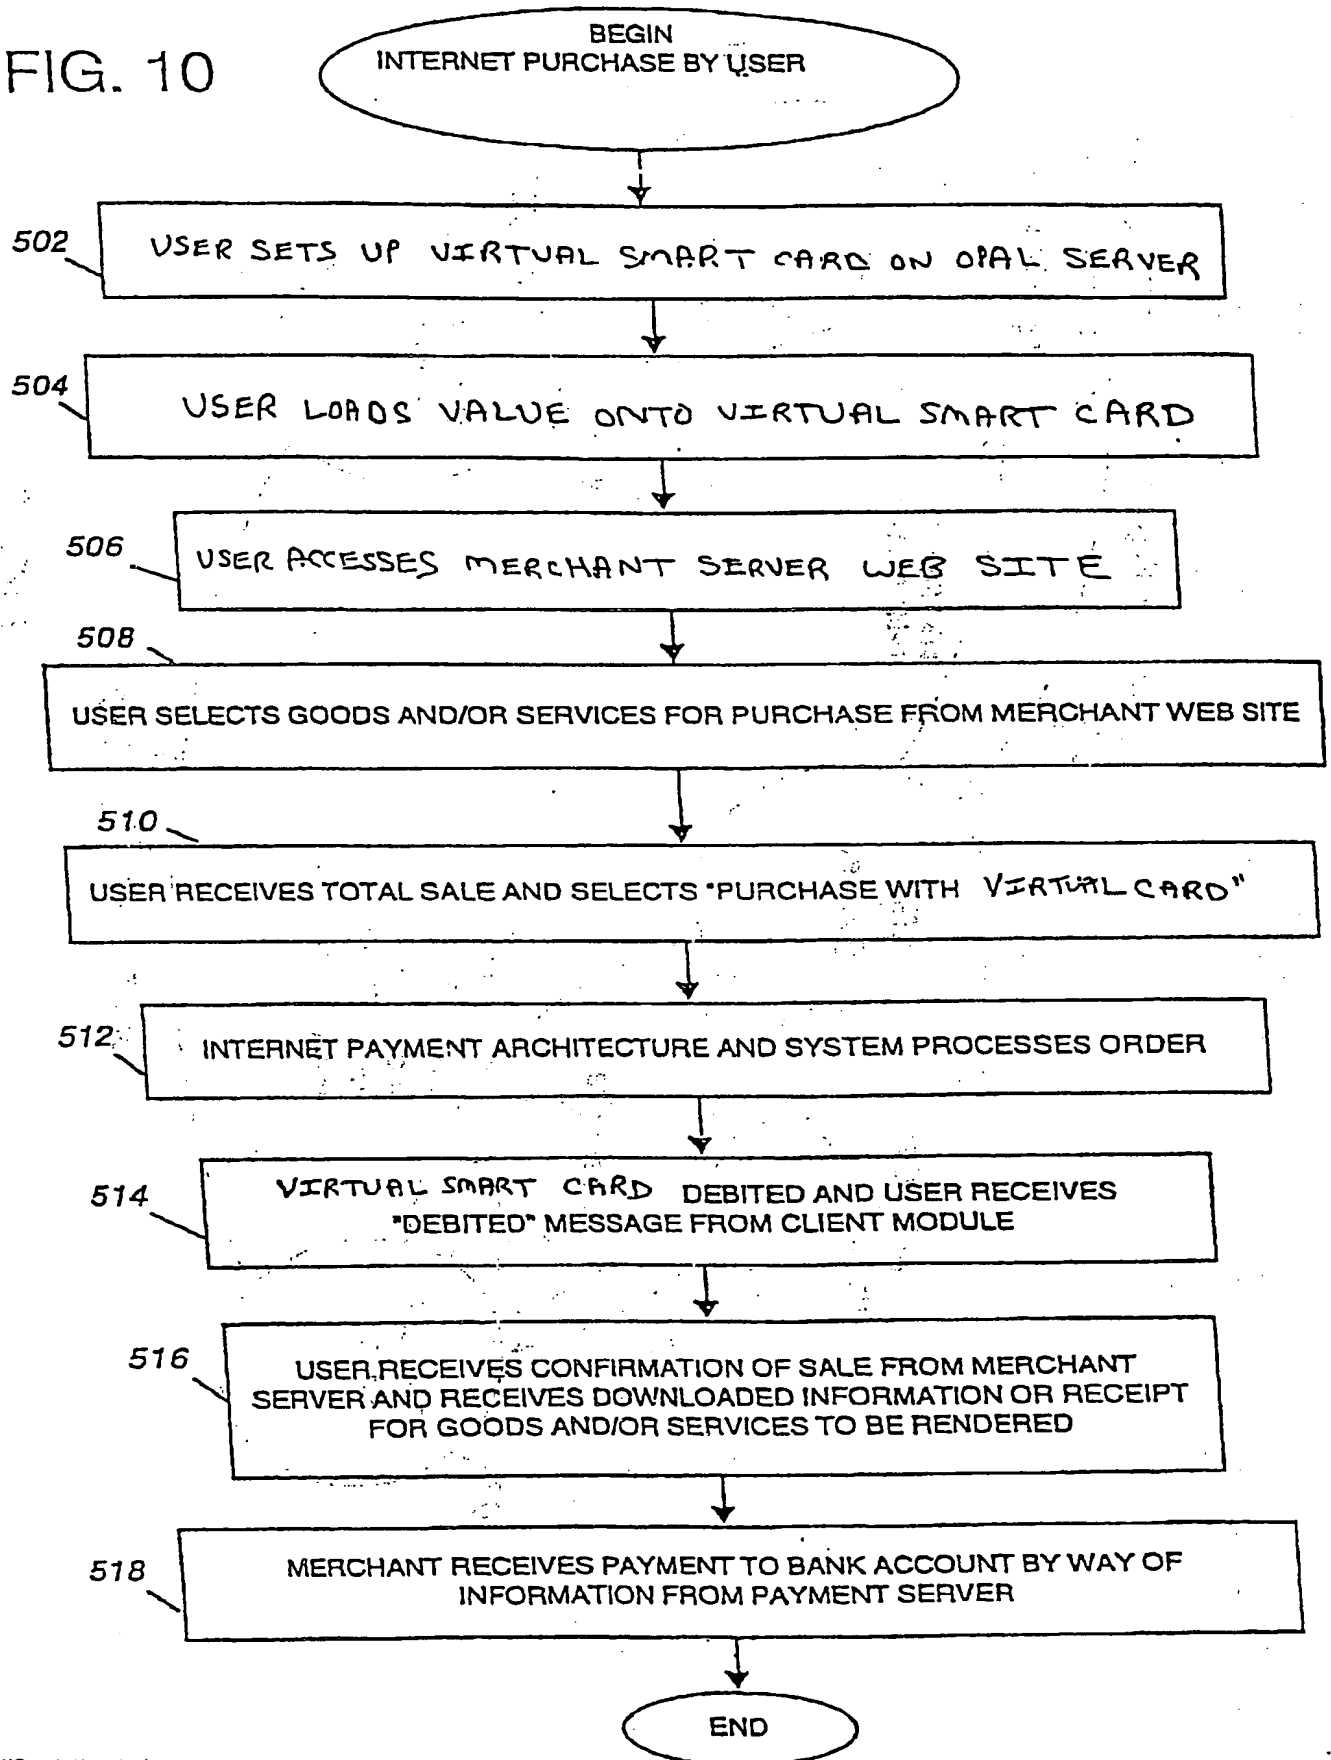 FIG. 10
BEGIN
INTERNET PURCHASE BY USER
502
USER SETS UP VIRTUAL SMART CARD ON OPAL SERVER
504
USER LOADS VALUE ONTO VIRTUAL SMART CARD
506
USER ACCESSES MERCHANT SERVER WEB SITE
508
USER SELECTS GOODS AND/OR SERVICES FOR PURCHASE FROM MERCHANT WEB SITE
510
USER RECEIVES TOTAL SALE AND SELECTS "PURCHASE WITH VIRTUAL CARD"
512
INTERNET PAYMENT ARCHITECTURE AND SYSTEM PROCESSES ORDER
514
VIRTUAL SMART CARD DEBITED AND USER RECEIVES
"DEBITED" MESSAGE FROM CLIENT MODULE
516
USER RECEIVES CONFIRMATION OF SALE FROM MERCHANT
SERVER AND RECEIVES DOWNLOADED INFORMATION OR RECEIPT
FOR GOODS AND/OR SERVICES TO BE RENDERED
518
MERCHANT RECEIVES PAYMENT TO BANK ACCOUNT BY WAY OF
INFORMATION FROM PAYMENT SERVER
END